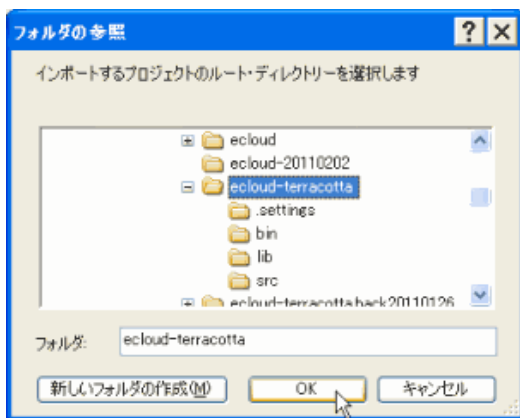 フォルダの参照
インポートするプロジェクトのルート・ディレクトリーを選択します
ecloud
ecloud-20110202
ecloud-terracotta
.settings
bin
lib
src
ecloud-terracotta.back20110126
フォルダ:
ecloud-terracotta
新しいフォルダの作成(M)
OK
キャンセル